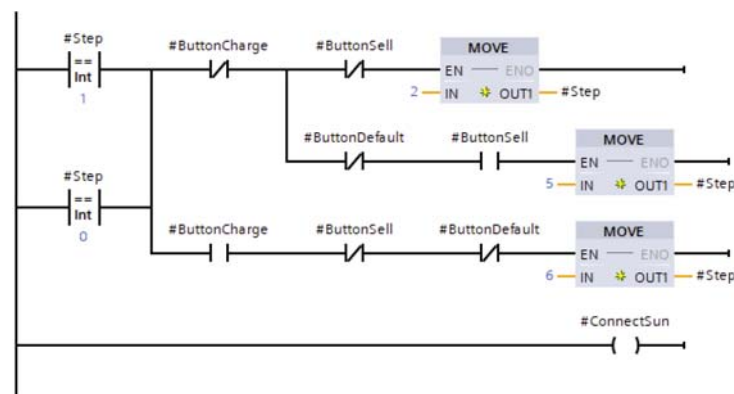 #Step
#ButtonCharge
#ButtonSell
MOVE
==
Int
1
EN
ENO
2
IN
OUT1
#Step
#ButtonDefault
#ButtonSell
MOVE
EN
ENO
5
IN
OUT1
#Step
#Step
==
Int
0
#ButtonCharge
#ButtonSell
#ButtonDefault
MOVE
EN
ENO
6
IN
OUT1
#Step
#ConnectSun
( )